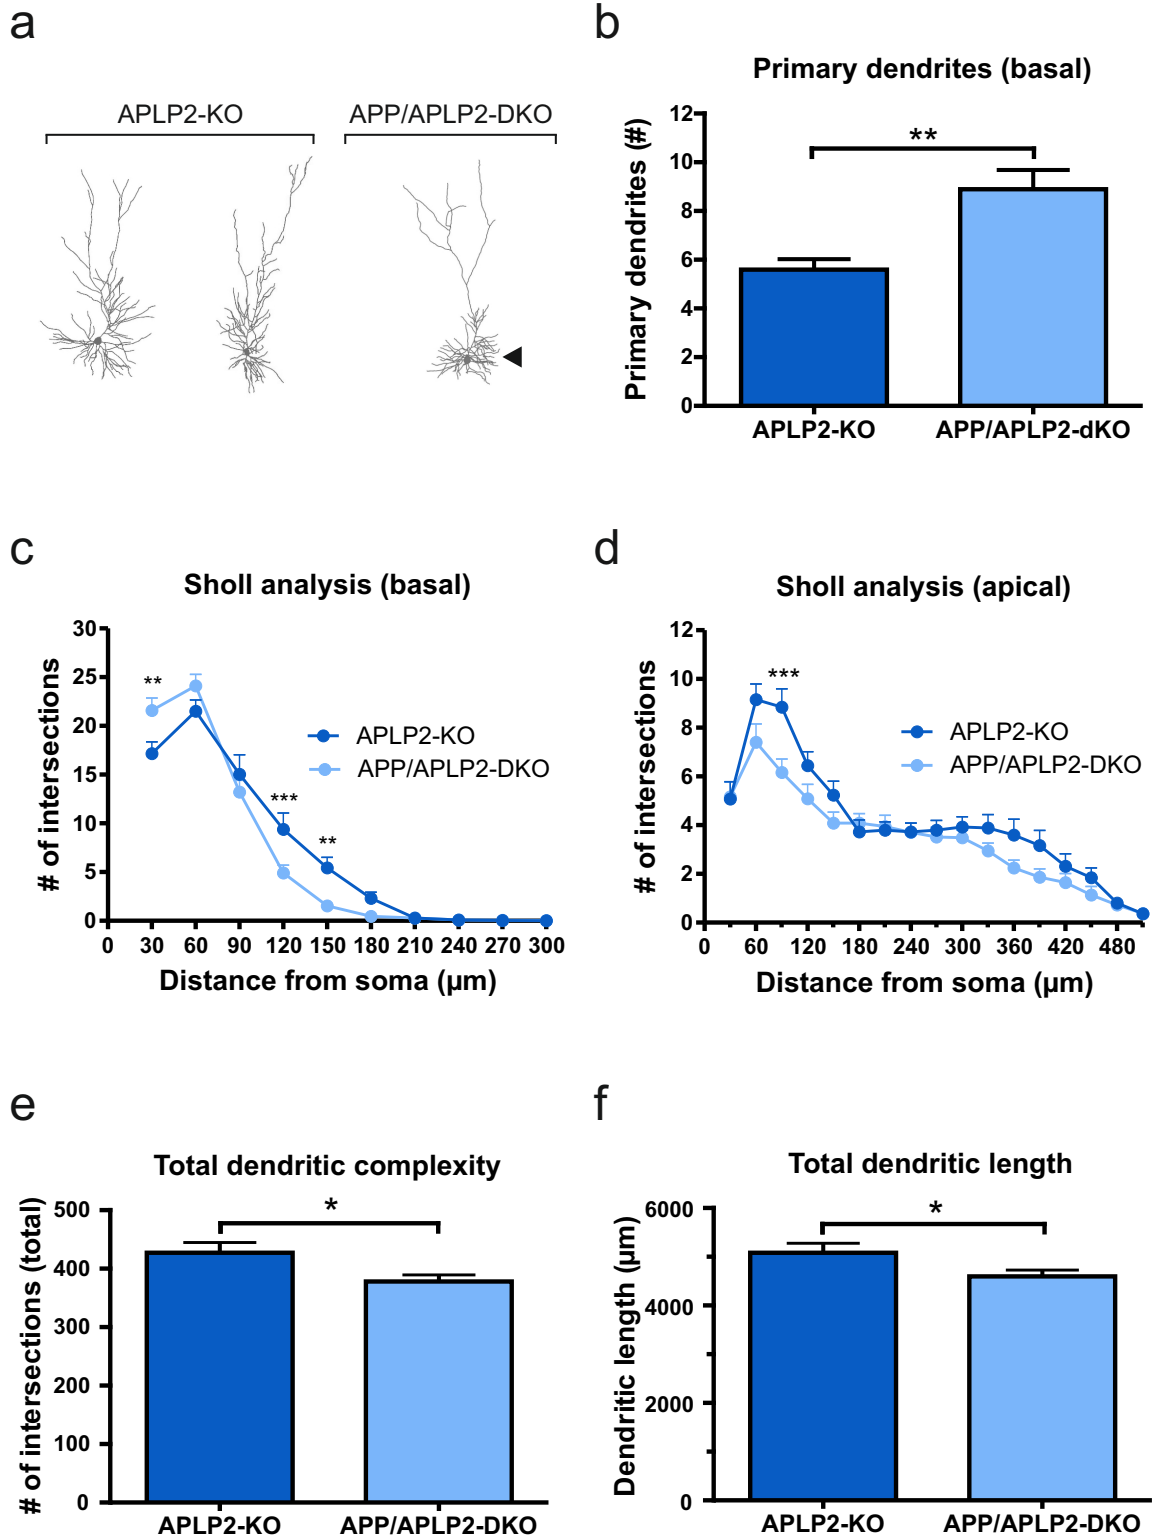 a
APLP2-KO
APP/APLP2-DKO
b
Primary dendrites (basal)
Primary dendrites (#)
12
10
8
6
4
2
0
**
APLP2-KO
APP/APLP2-dKO
c
Sholl analysis (basal)
# of intersections
30
25
20
15
10
5
0
**
***
**
APLP2-KO
APP/APLP2-DKO
0 30 60 90 120 150 180 210 240 270 300
Distance from soma (µm)
d
Sholl analysis (apical)
# of intersections
12
10
8
6
4
2
0
***
APLP2-KO
APP/APLP2-DKO
0 60 120 180 240 300 360 420 480
Distance from soma (µm)
e
Total dendritic complexity
# of intersections (total)
500
400
300
200
100
0
*
APLP2-KO
APP/APLP2-DKO
f
Total dendritic length
Dendritic length (µm)
6000
4000
2000
0
*
APLP2-KO
APP/APLP2-DKO